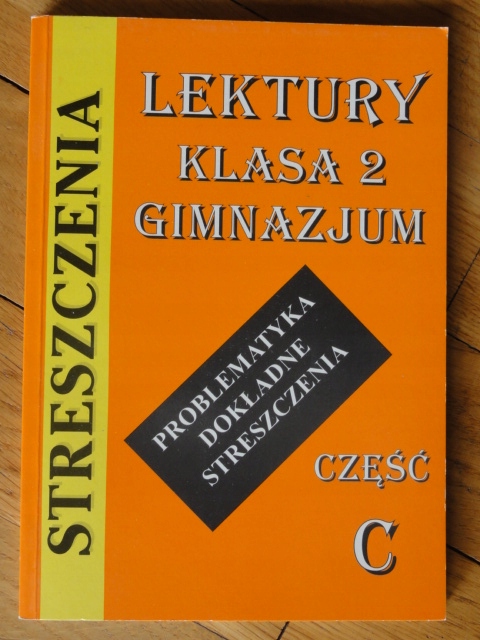 STRESZCZENIA
LEKTURY
KLASA 2
GIMNAZJUM
PROBLEMATYKA
DOKŁADNE
STRESZCZENIA
CZĘŚĆ
C